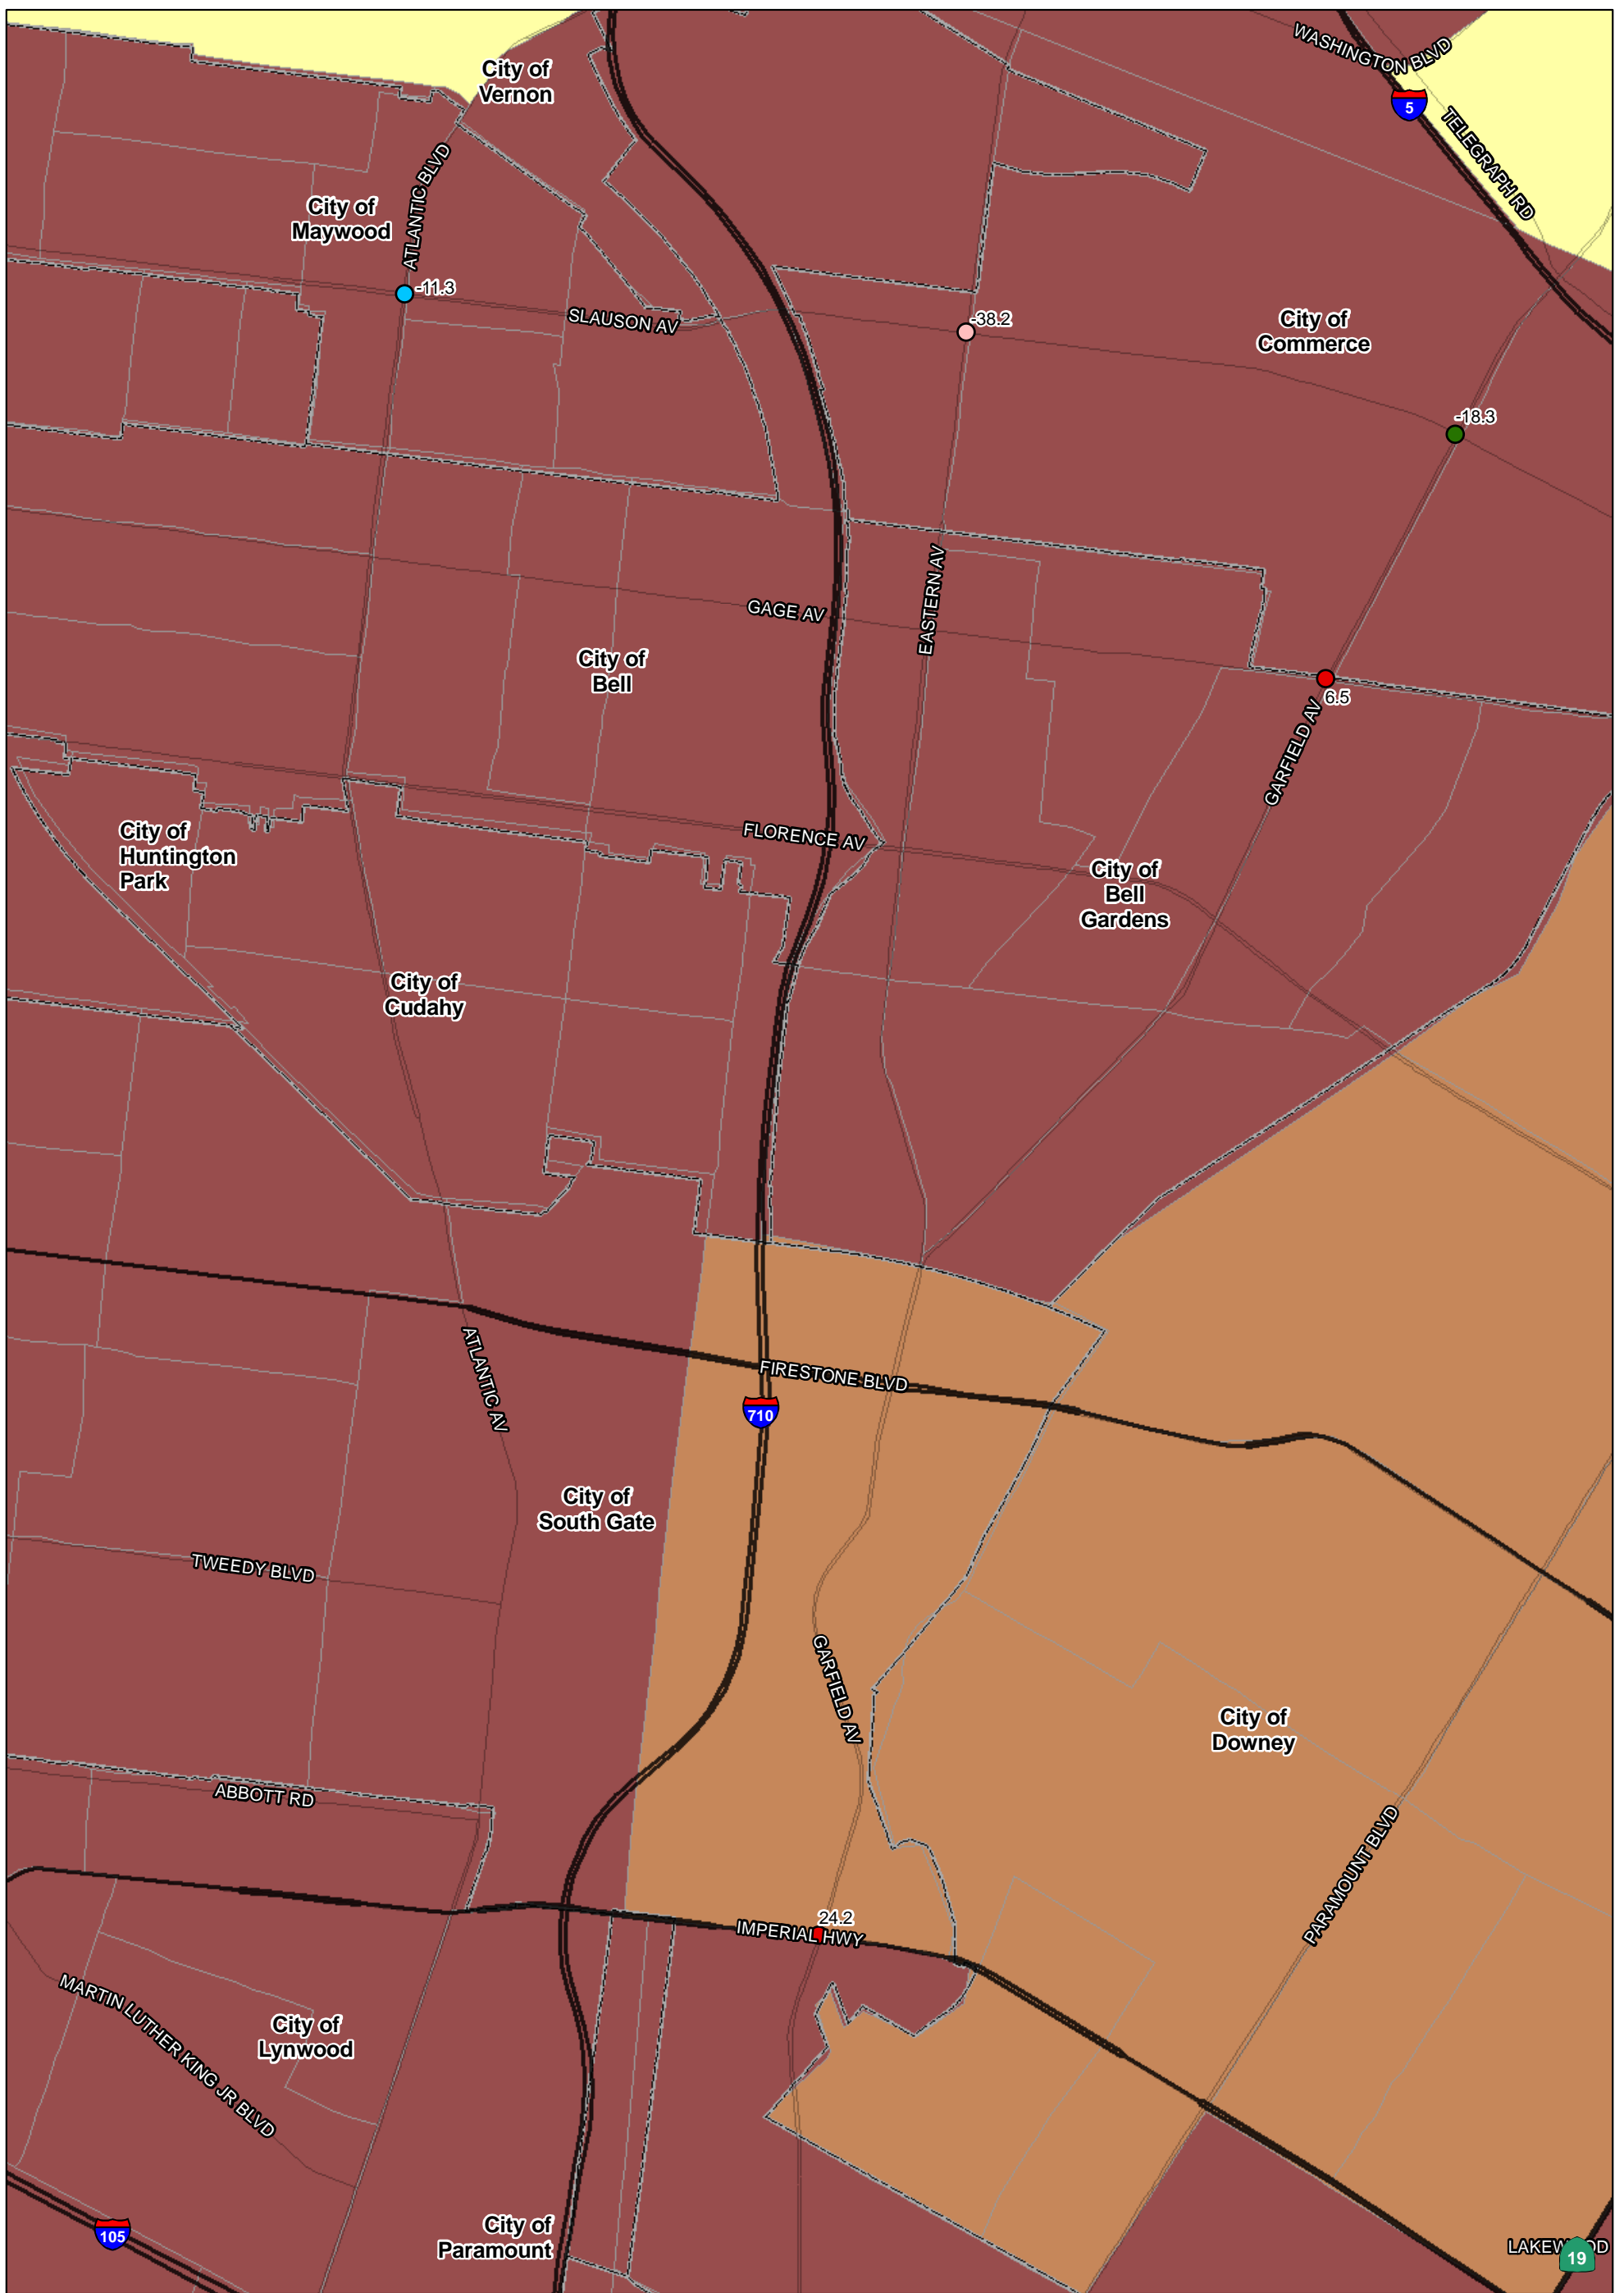 WASHINGTON BLVD
City of
Vernon
5
TELEGRAPH RD
ATLANTIC BLVD
City of
Maywood
-11.3
SLAUSON AV
-38.2
City of
Commerce
-18.3
EASTERN AV
GAGE AV
City of
Bell
6.5
GARFIELD AV
FLORENCE AV
City of
Huntington
Park
City of
Bell
Gardens
City of
Cudahy
ATLANTIC AV
FIRESTONE BLVD
710
City of
South Gate
TWEEDY BLVD
GARFIELD AV
City of
Downey
ABBOTT RD
PARAMOUNT BLVD
24.2
IMPERIAL HWY
MARTIN LUTHER KING JR BLVD
City of
Lynwood
105
City of
Paramount
19